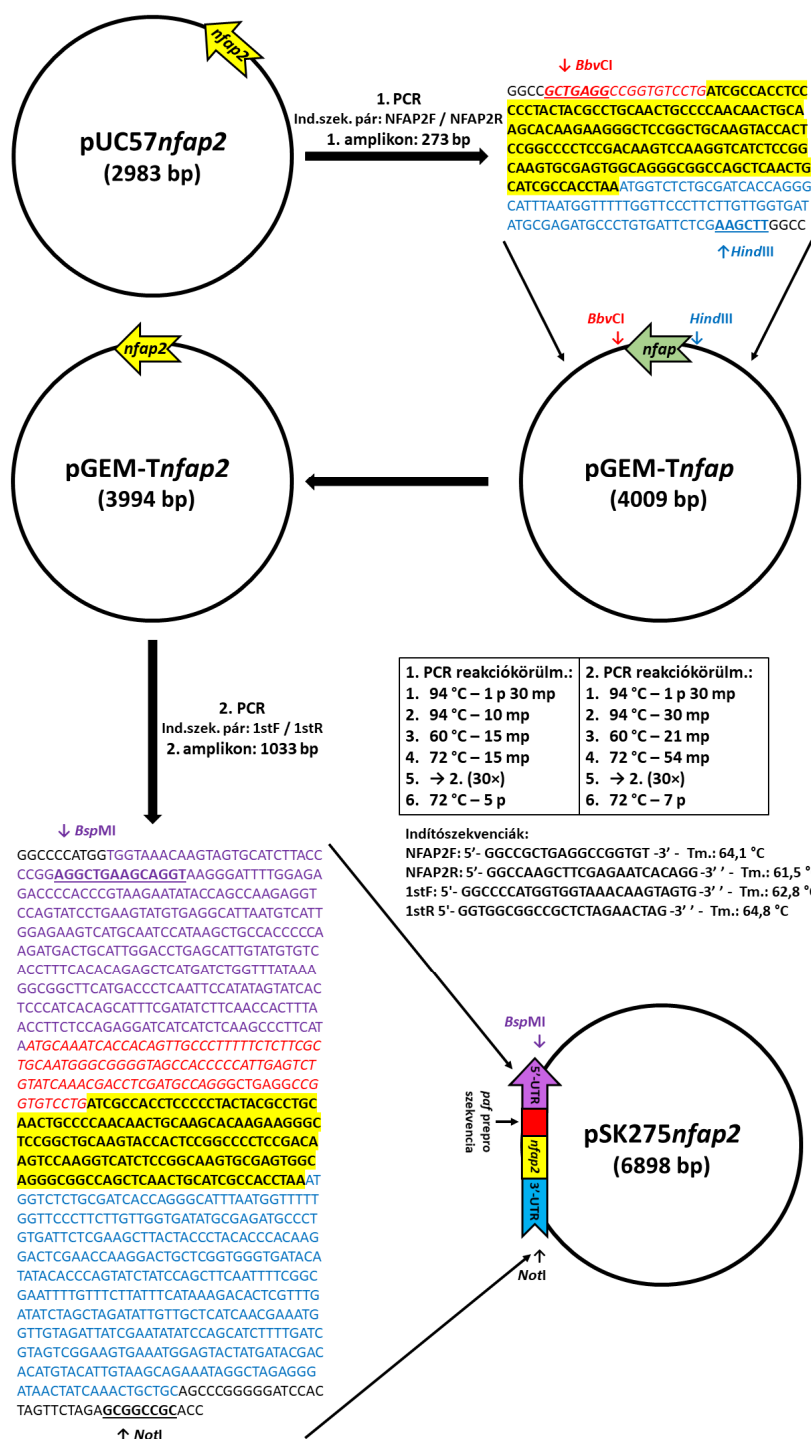 nfap2
pUC57nfap2
(2983 bp)
1. PCR
Ind.szek. pár: NFAP2F / NFAP2R
1. amplikon: 273 bp
↓ BbvCI
GGCCGCTGAGGCCGGTGTCCTGATCGCCACCTCC
CCCTACTACGCCTGCAACTGCCCCAACAACTGCA
AGCACAAGAAGGGCTCCGGCTGCAAGTACCACT
CCGGCCCCTCCGACAAGTCCAAGGTCATCTCCGG
CAAGTGCGAGTGGCAGGGCGGCCAGCTCAACTG
CATCGCCACCTAAATGGTCTCTGCGATCACCAGGG
CATTTAATGGTTTTTGGTTCCCTTCTTGTTGGTGAT
ATGCGAGATGCCCTGTGATTCTCGAAGCTTGGCC
↑HindIII
nfap2
pGEM-Tnfap2
(3994 bp)
BbvCI
↓
HindIII
↓
nfap
pGEM-Tnfap
(4009 bp)
2. PCR
Ind.szek. pár: 1stF / 1stR
2. amplikon: 1033 bp
1. PCR reakciókörülm.:
1. 94 °C – 1 p 30 mp
2. 94 °C – 10 mp
3. 60 °C – 15 mp
4. 72 °C – 15 mp
5. → 2. (30×)
6. 72 °C – 5 p
2. PCR reakciókörülm.:
1. 94 °C – 1 p 30 mp
2. 94 °C – 30 mp
3. 60 °C – 21 mp
4. 72 °C – 54 mp
5. → 2. (30×)
6. 72 °C – 7 p
Indítószekvenciák:
NFAP2F: 5'- GGCCGCTGAGGCCGGTGT -3' - Tm.: 64,1 °C
NFAP2R: 5'- GGCCAAGCTTCGAGAATCACAGG -3' ' - Tm.: 61,5 °C
1stF: 5'- GGCCCCATGGTGGTAAACAAGTAGTG -3' ' - Tm.: 62,8 °C
1stR 5'- GGTGGCGGCCGCTCTAGAACTAG -3' ' - Tm.: 64,8 °C
↓ BspMI
GGCCCCATGGTGGTAAACAAGTAGTGCATCTTACC
CCGGAGGCTGAAGCAGGTAAGGGATTTTGGAGA
GACCCCACCCGTAAGAATATACCAGCCAAGAGGT
CCAGTATCCTGAAGTATGTGAGGCATTAATGTCATT
GGAGAAGTCATGCAATCCATAAGCTGCCACCCCCA
AGATGACTGCATTGGACCTGAGCATTGTATGTGTC
ACCTTTCACACAGAGCTCATGATCTGGTTTATAAA
GGCGGCTTCATGACCCTCAATTCCATATAGTATCAC
TCCCATCACAGCATTTCGATATCTTCAACCACTTTA
ACCTTCTCCAGAGGATCATCATCTCAAGCCCTTCAT
AATGCAAATCACCACAGTTGCCCTTTTTCTCTTCGC
TGCAATGGGCGGGGTAGCCACCCCCATTGAGTCT
GTATCAAACGACCTCGATGCCAGGGCTGAGGCCG
GTGTCCTGATCGCCACCTCCCCCTACTACGCCTGC
AACTGCCCCAACAACTGCAAGCACAAGAAGGGC
TCCGGCTGCAAGTACCACTCCGGCCCCTCCGACA
AGTCCAAGGTCATCTCCGGCAAGTGCGAGTGGC
AGGGCGGCCAGCTCAACTGCATCGCCACCTAAAT
GGTCTCTGCGATCACCAGGGCATTTAATGGTTTTT
GGTTCCCTTCTTGTTGGTGATATGCGAGATGCCCT
GTGATTCTCGAAGCTTACTACCCTACACCCACAAG
GACTCGAACCAAGGACTGCTCGGTGGGTGATACA
TATACACCCAGTATCTATCCAGCTTCAATTTTCGGC
GAATTTTGTTTCTTATTTCATAAAGACACTCGTTTG
ATATCTAGCTAGATATTGTTGCTCATCAACGAAATG
GTTGTAGATTATCGAATATATCCAGCATCTTTTGATC
GTAGTCGGAAGTGAAATGGAGTACTATGATACGAC
ACATGTACATTGTAAGCAGAAATAGGCTAGAGGG
ATAACTATCAAACTGCTGCAGCCCGGGGGATCCAC
TAGTTCTAGAGCGGCCGCACC
↑ NotI
BspMI
↓
5'-UTR
paf prepro
szekvencia
nfap2
3'-UTR
↑
NotI
pSK275nfap2
(6898 bp)